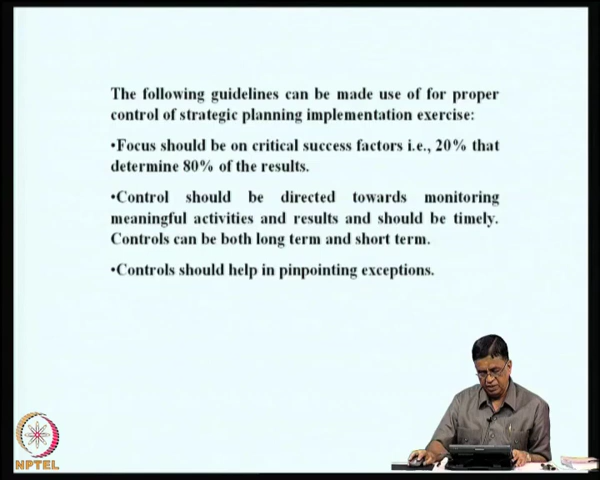 The following guidelines can be made use of for proper
control of strategic planning implementation exercise:
•Focus should be on critical success factors i.e., 20% that
determine 80% of the results.
•Control should be directed towards monitoring
meaningful activities and results and should be timely.
Controls can be both long term and short term.
•Controls should help in pinpointing exceptions.
NPTEL